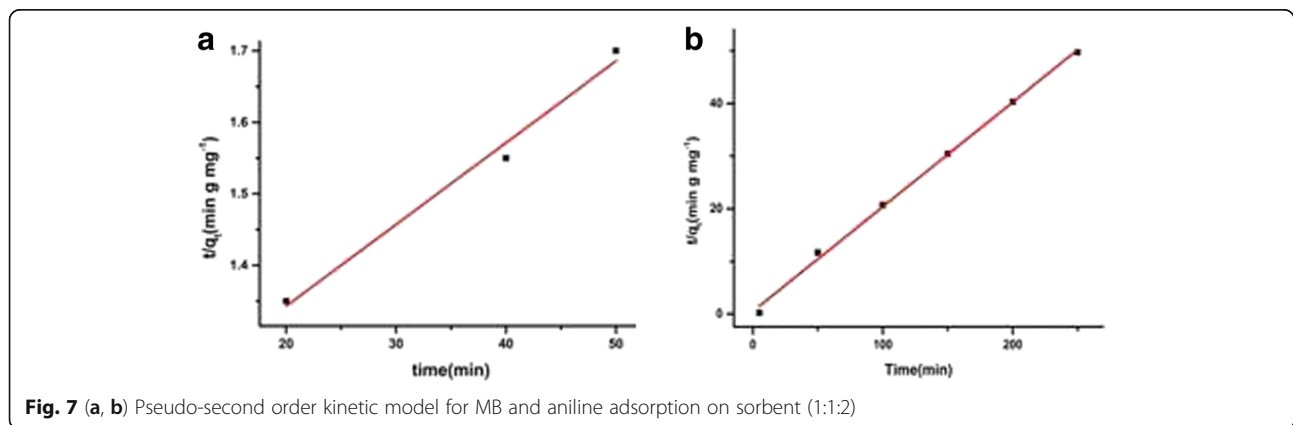 a
1.7
1.6
1.5
1.4
t/qt(min g mg-1)
20
30
40
50
time(min)
b
40
20
0
t/qt(min g mg-1)
0
100
200
Time(min)
Fig. 7 (a, b) Pseudo-second order kinetic model for MB and aniline adsorption on sorbent (1:1:2)